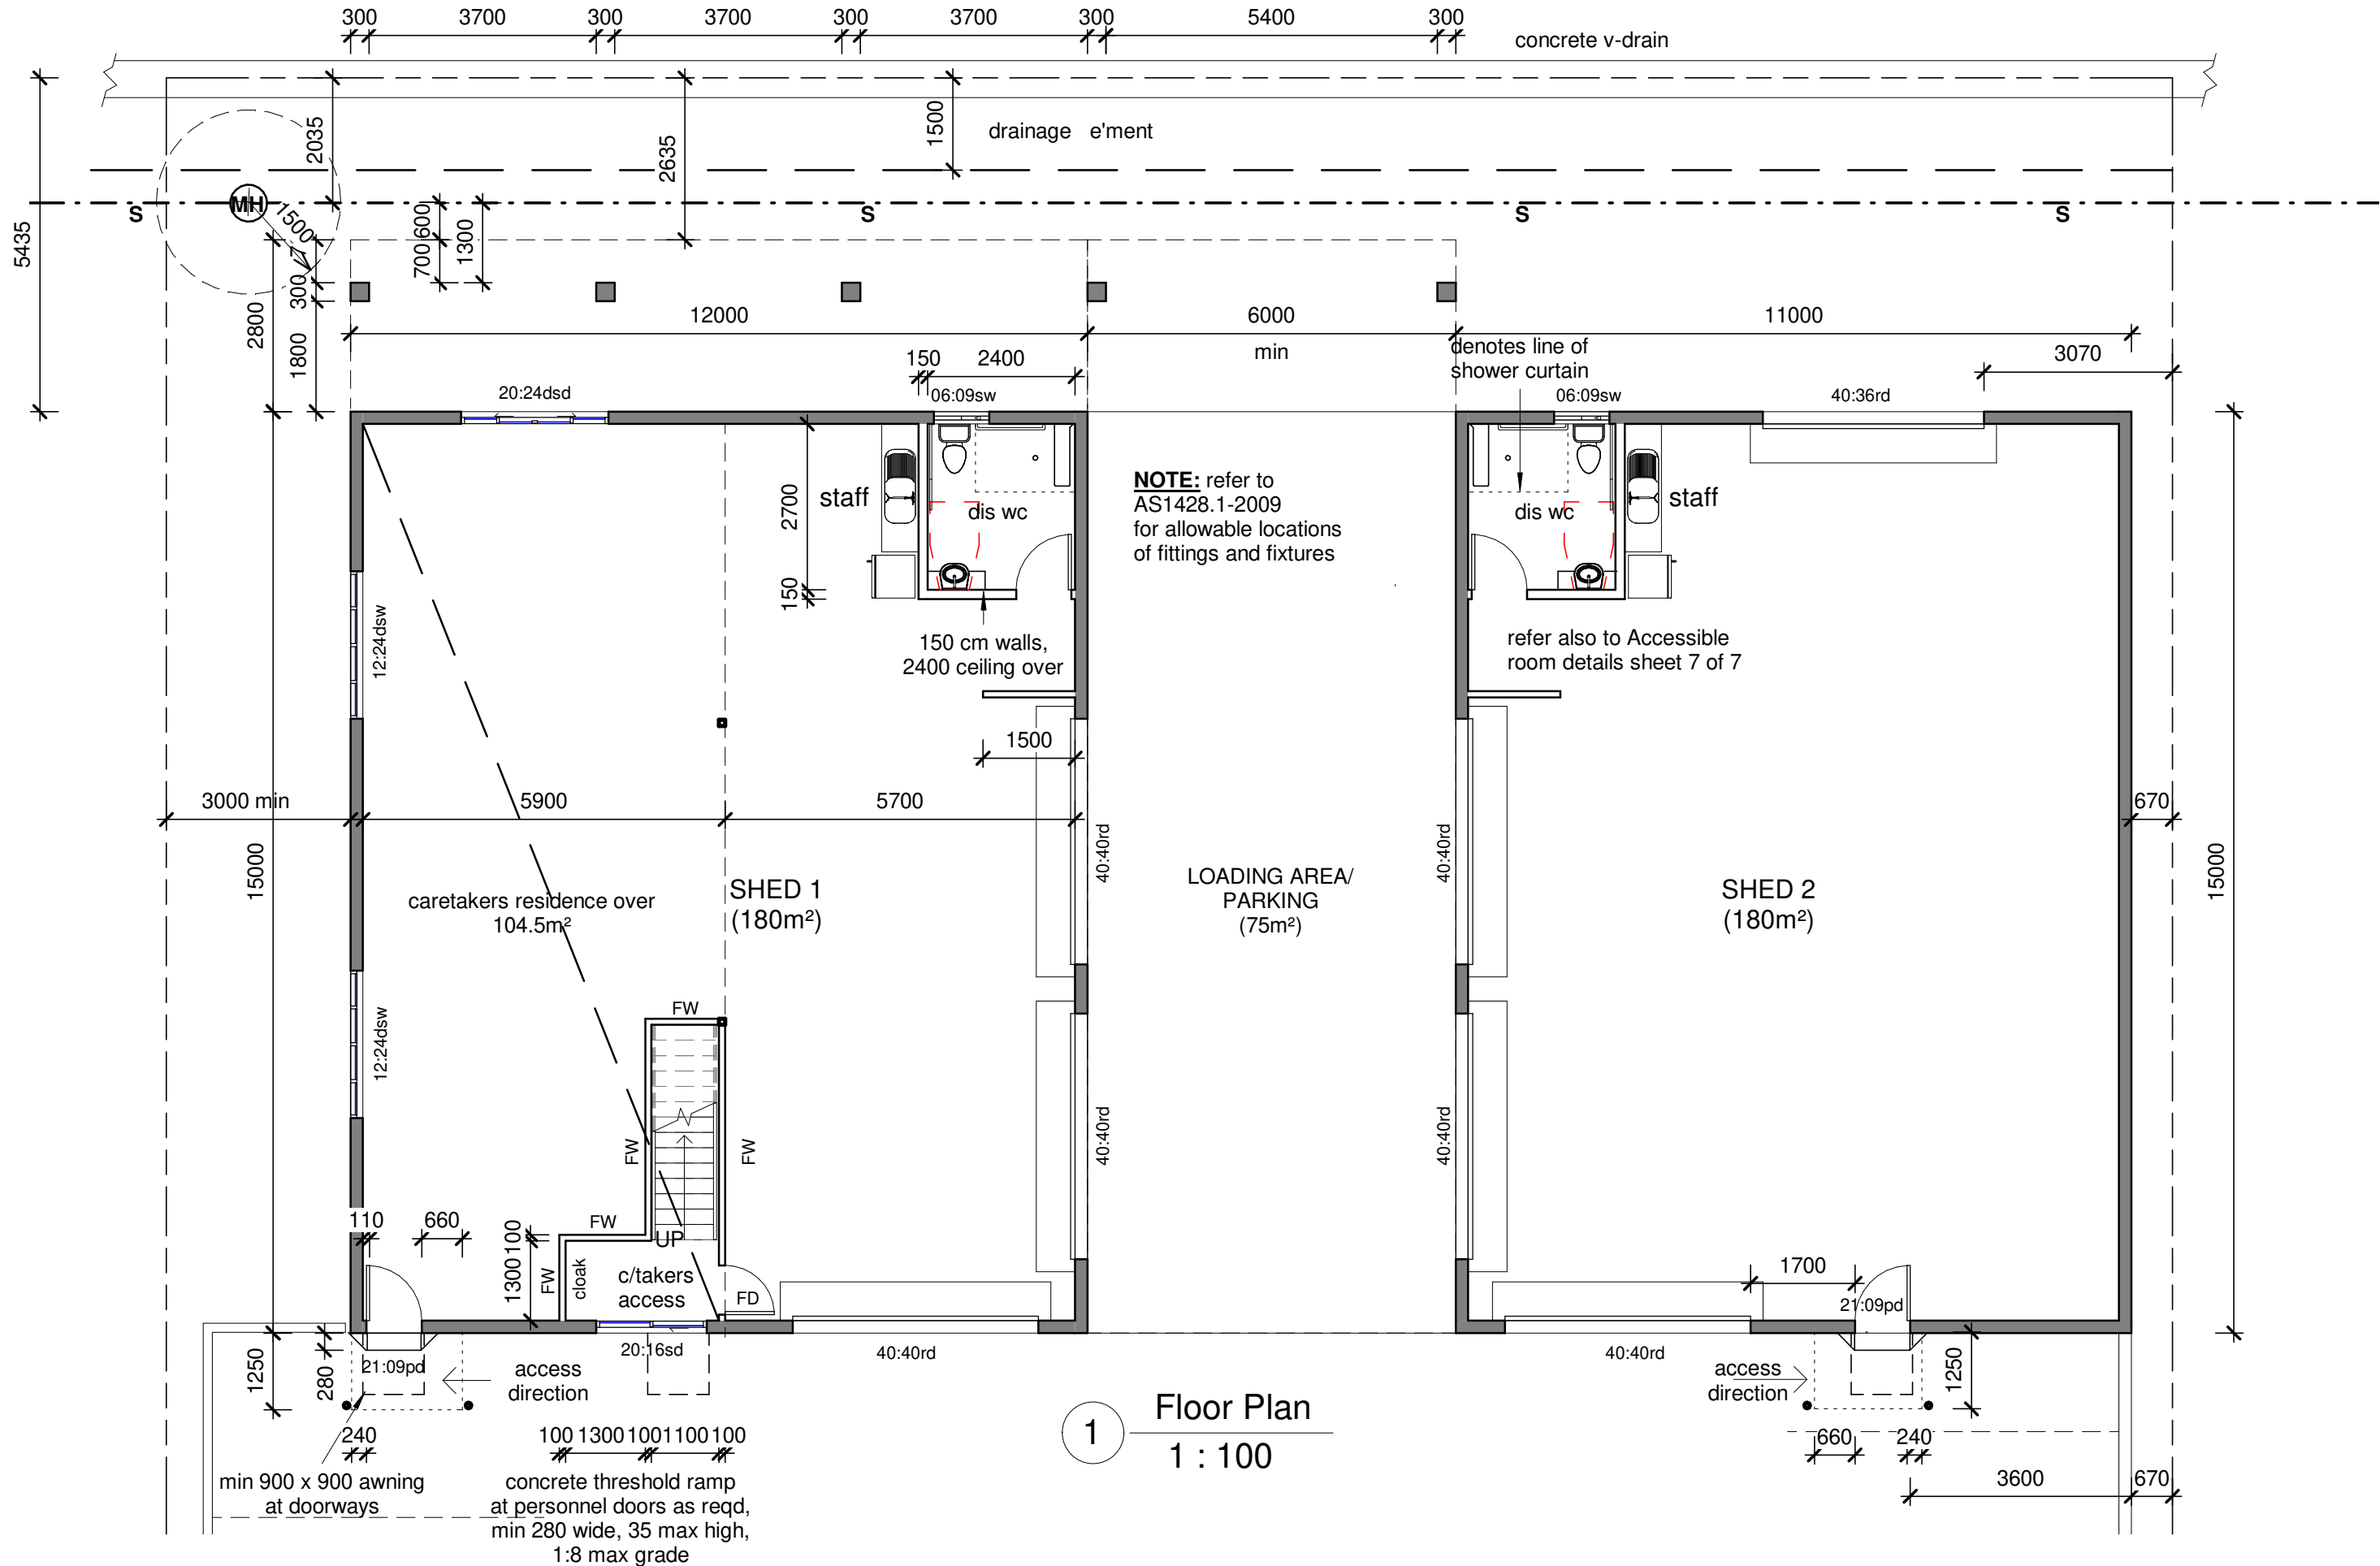 300 3700 300 3700 300 3700 300 5400 300
concrete v-drain
5435
2035
2635
1500
drainage e'ment
S MH S S S
1500
600
700
1300
300
2800
1800
12000 6000 11000
min
denotes line of
shower curtain
3070
150 2400
20:24dsd
06:09sw
06:09sw
40:36rd
staff
dis wc
2700
150
NOTE: refer to
AS1428.1-2009
for allowable locations
of fittings and fixtures
dis wc
staff
12:24dsw
150 cm walls,
2400 ceiling over
refer also to Accessible
room details sheet 7 of 7
1500
3000 min 5900 5700
670
15000
caretakers residence over
104.5m²
SHED 1
(180m²)
40:40rd
LOADING AREA/
PARKING
(75m²)
40:40rd
SHED 2
(180m²)
15000
12:24dsw
FW
FW
FW
40:40rd
40:40rd
110 660
FW
UP
1300 100
FW
cloak
c/takers
access
FD
1700
21:09pd
1250
280
21:09pd
access
direction
20:16sd
40:40rd
40:40rd
access
direction
1250
240
100 1300 100 1100 100
min 900 x 900 awning
at doorways
concrete threshold ramp
at personnel doors as reqd,
min 280 wide, 35 max high,
1:8 max grade
1
Floor Plan
1 : 100
660 240
3600 670